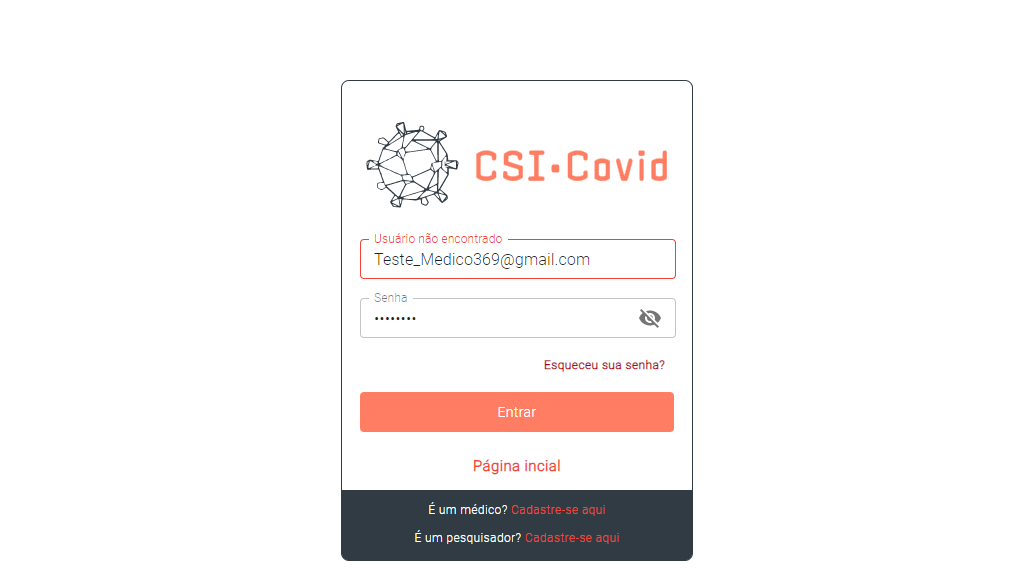 CSI•Covid
Usuário não encontrado
Teste_Medico369@gmail.com
Senha
••••••••
Esqueceu sua senha?
Entrar
Página incial
É um médico? Cadastre-se aqui
É um pesquisador? Cadastre-se aqui